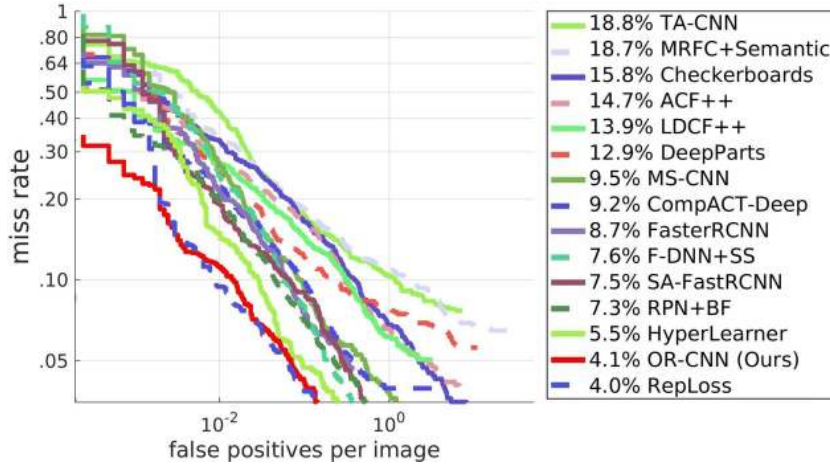 1
.80
.64
.50
.40
.30
.20
.10
.05
miss rate
10-2
100
false positives per image
18.8% TA-CNN
18.7% MRFC+Semantic
15.8% Checkerboards
14.7% ACF++
13.9% LDCF++
12.9% DeepParts
9.5% MS-CNN
9.2% CompACT-Deep
8.7% FasterRCNN
7.6% F-DNN+SS
7.5% SA-FastRCNN
7.3% RPN+BF
5.5% HyperLearner
4.1% OR-CNN (Ours)
4.0% RepLoss